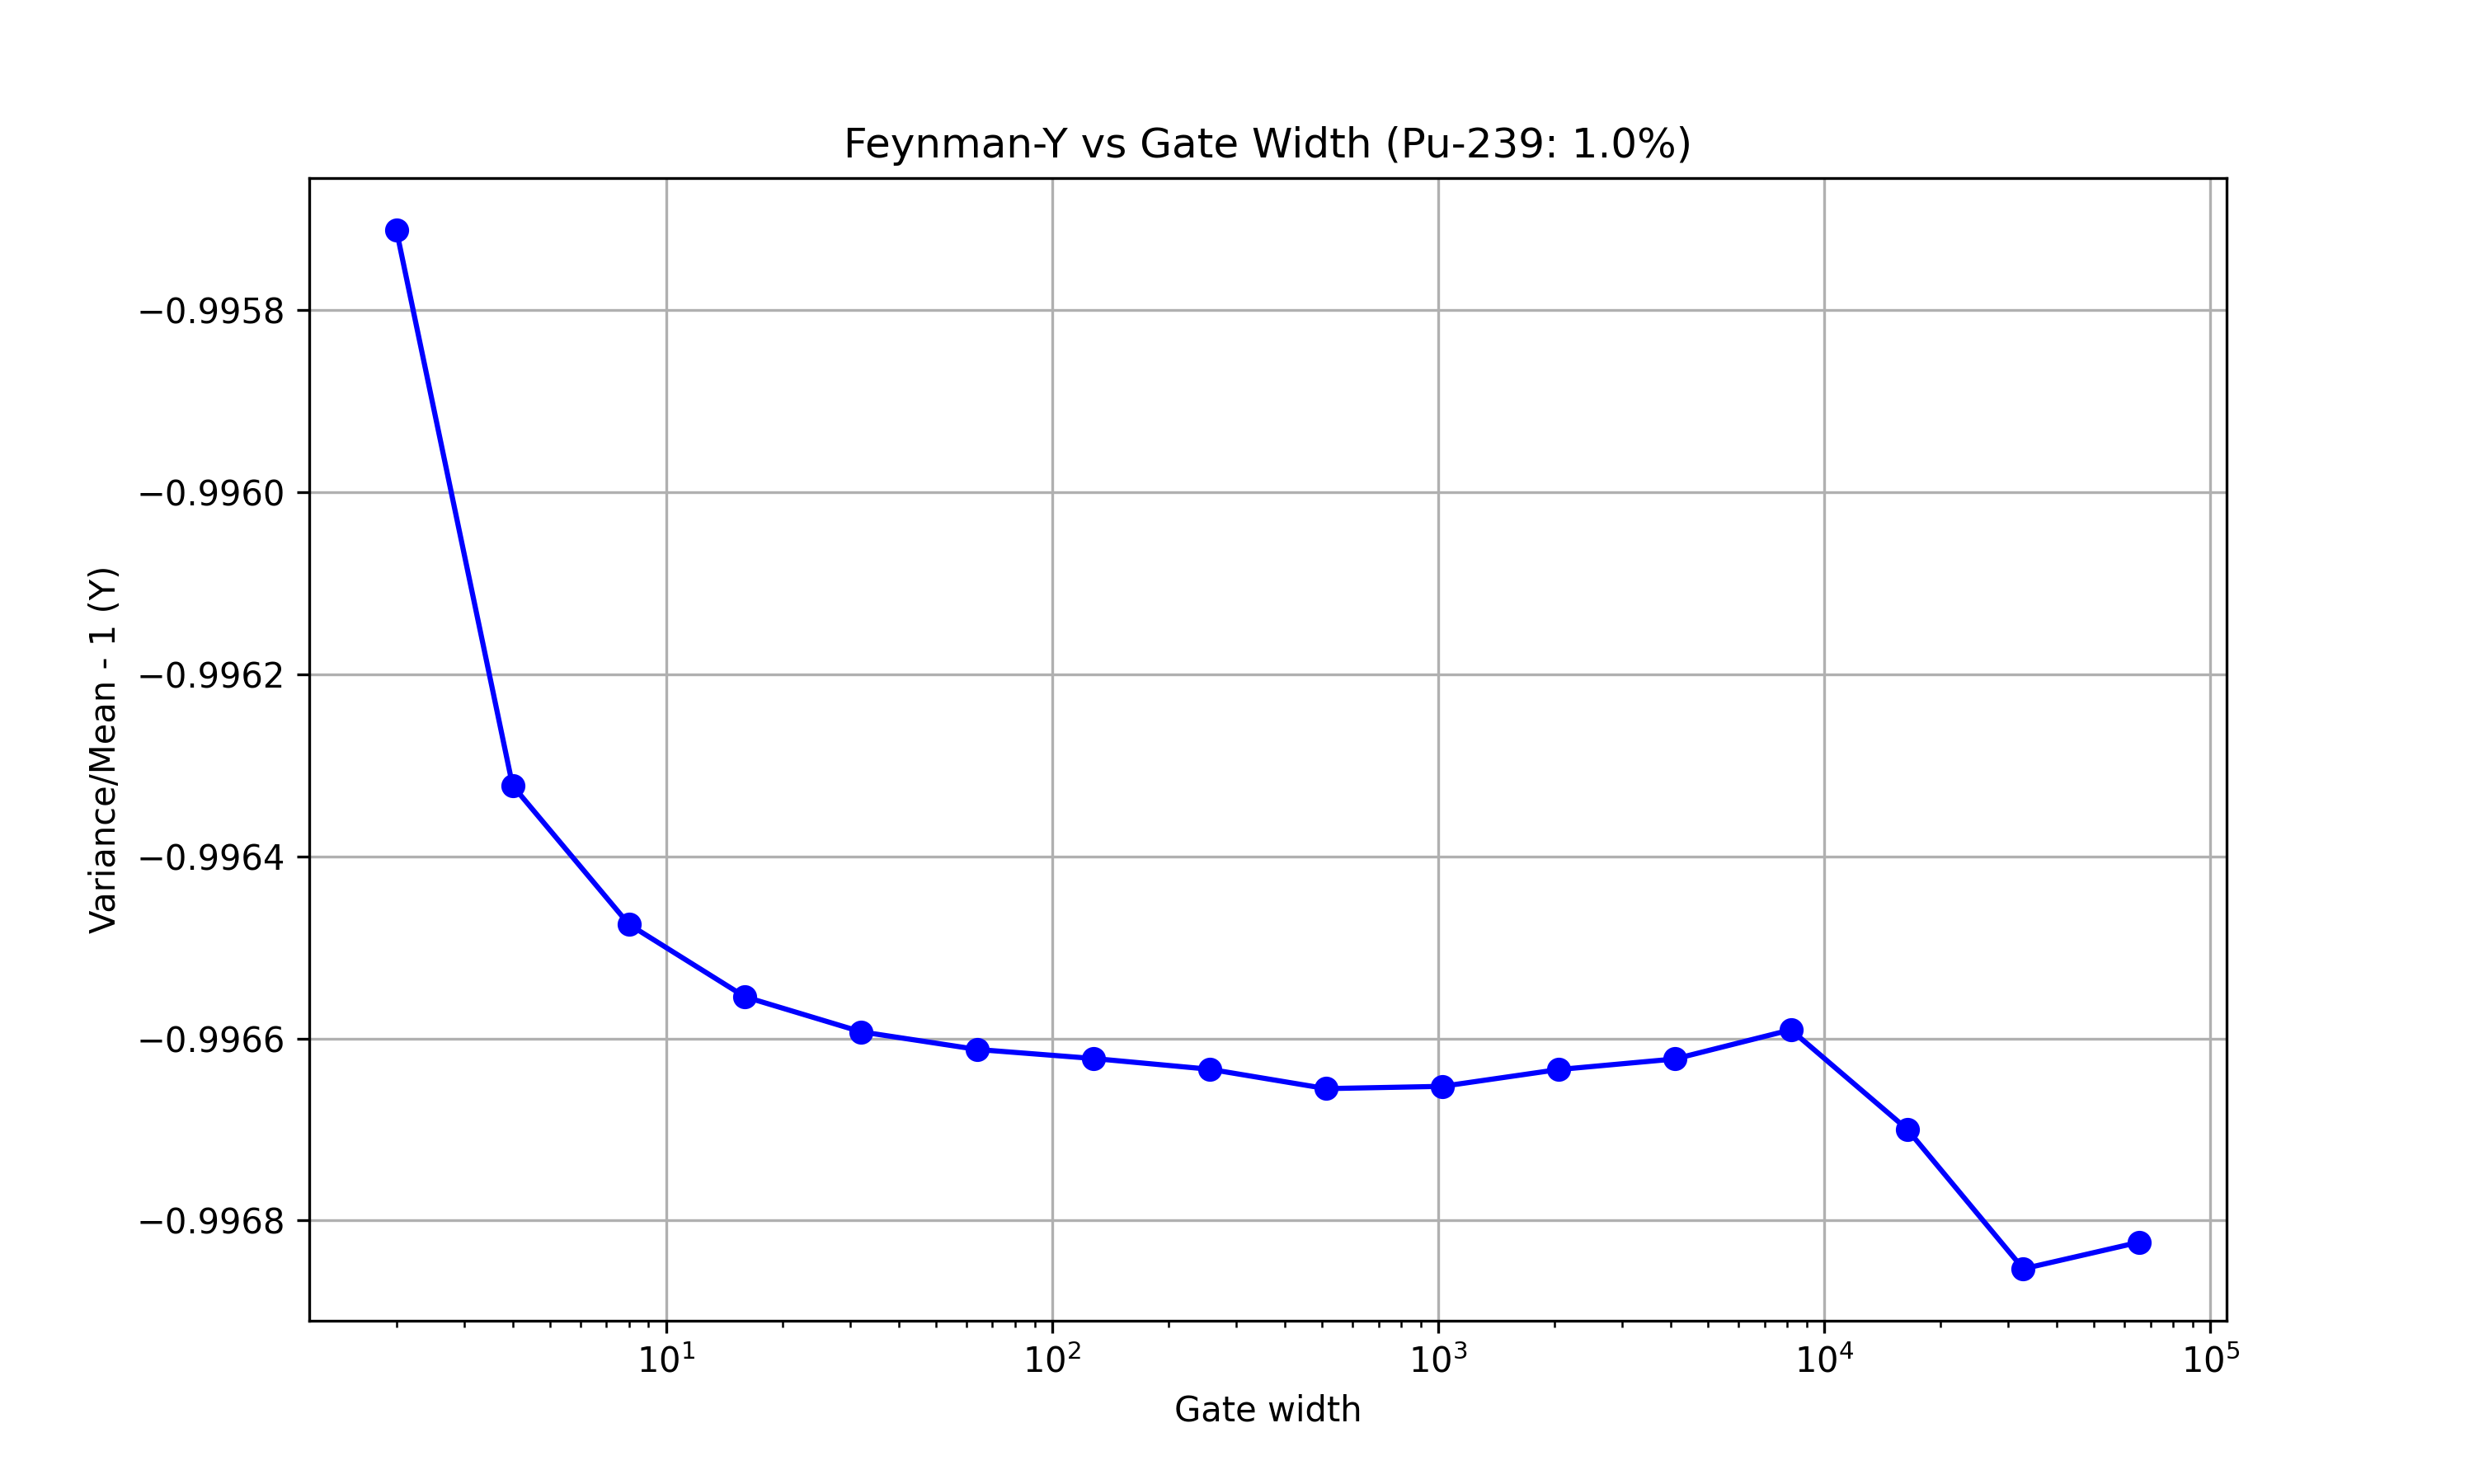 Feynman-Y vs Gate Width (Pu-239: 1.0%)
Variance/Mean - 1 (Y)
−0.9958
−0.9960
−0.9962
−0.9964
−0.9966
−0.9968
10¹ 10² 10³ 10⁴ 10⁵
Gate width